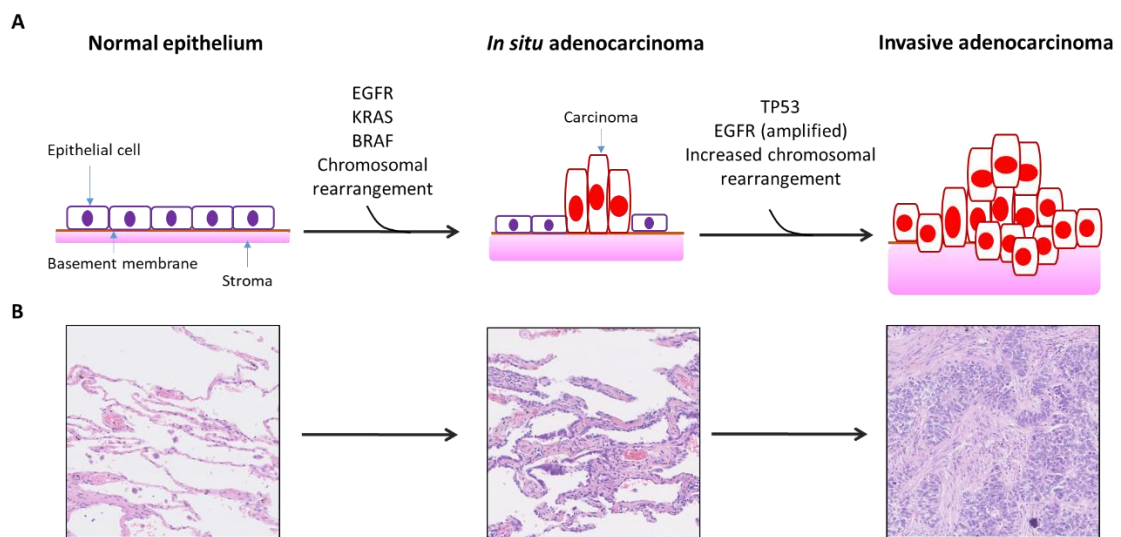 A
Normal epithelium
In situ adenocarcinoma
Invasive adenocarcinoma
EGFR
KRAS
BRAF
Chromosomal
rearrangement
TP53
EGFR (amplified)
Increased chromosomal
rearrangement
Carcinoma
Epithelial cell
Basement membrane
Stroma
B